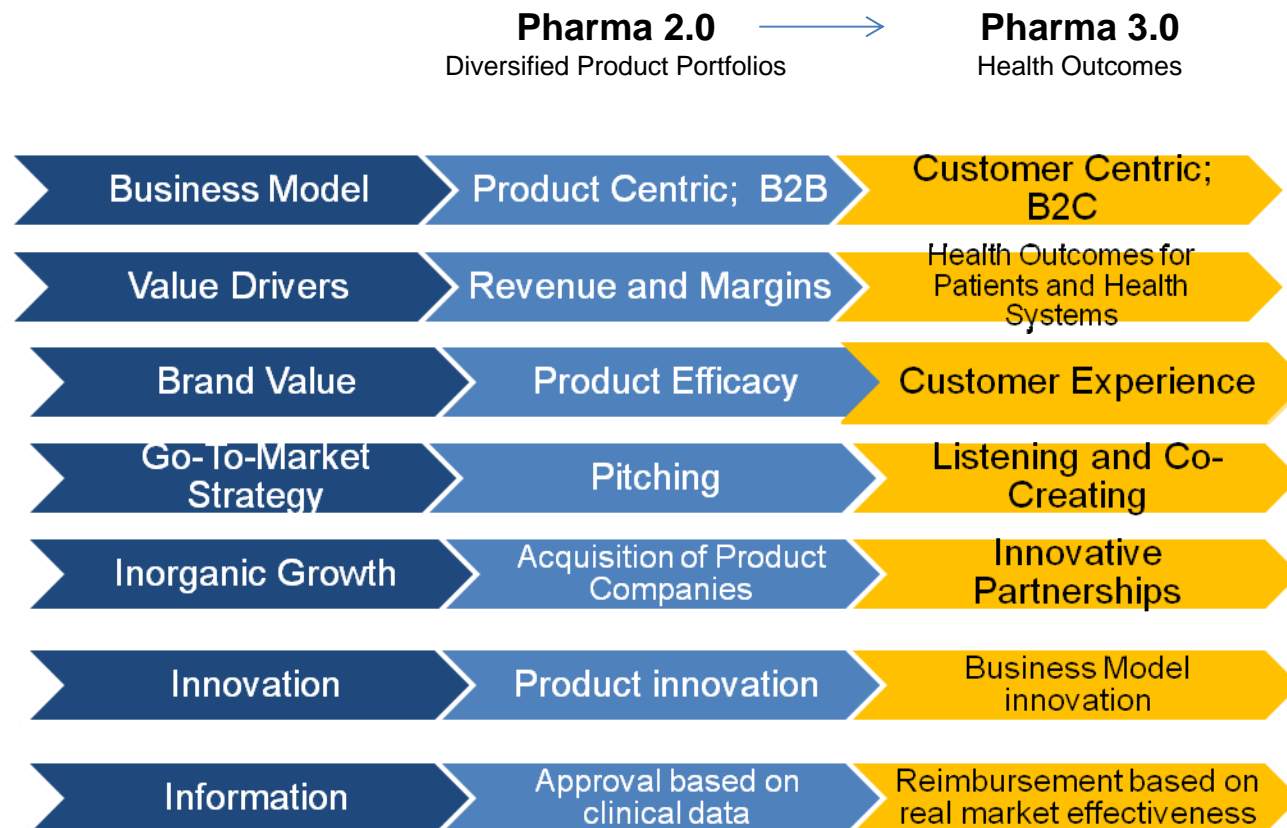 Pharma 2.0 Pharma 3.0
Diversified Product Portfolios Health Outcomes
Business Model
Product Centric; B2B
Customer Centric;
B2C
Value Drivers
Revenue and Margins
Health Outcomes for
Patients and Health
Systems
Brand Value
Product Efficacy
Customer Experience
Go-To-Market
Strategy
Pitching
Listening and Co-
Creating
Inorganic Growth
Acquisition of Product
Companies
Innovative
Partnerships
Innovation
Product innovation
Business Model
innovation
Information
Approval based on
clinical data
Reimbursement based on
real market effectiveness